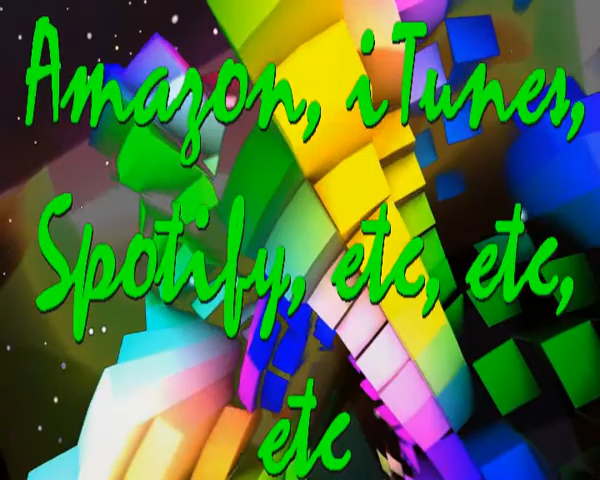 Amazon, iTunes,
Spotify, etc, etc,
etc